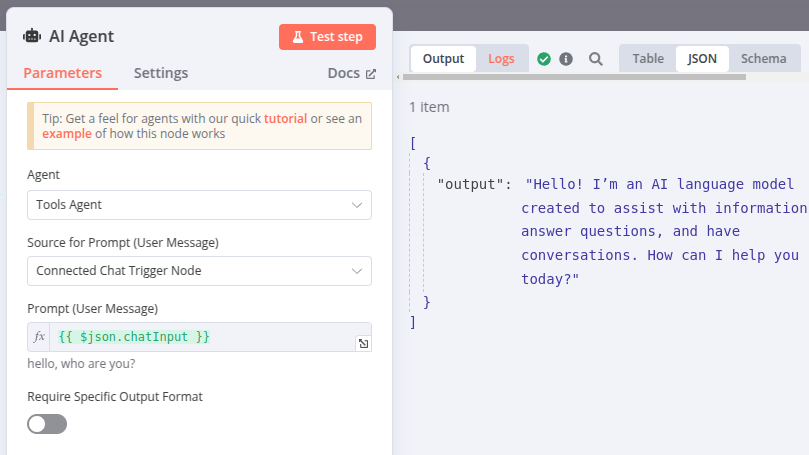 AI Agent
Test step
Parameters
Settings
Docs
Tip: Get a feel for agents with our quick tutorial or see an
example of how this node works
Agent
Tools Agent
Source for Prompt (User Message)
Connected Chat Trigger Node
Prompt (User Message)
fx
{{ $json.chatInput }}
hello, who are you?
Require Specific Output Format
Output
Logs
Table
JSON
Schema
1 item
[
{
"output": "Hello! I’m an AI language model
created to assist with information
answer questions, and have
conversations. How can I help you
today?"
}
]